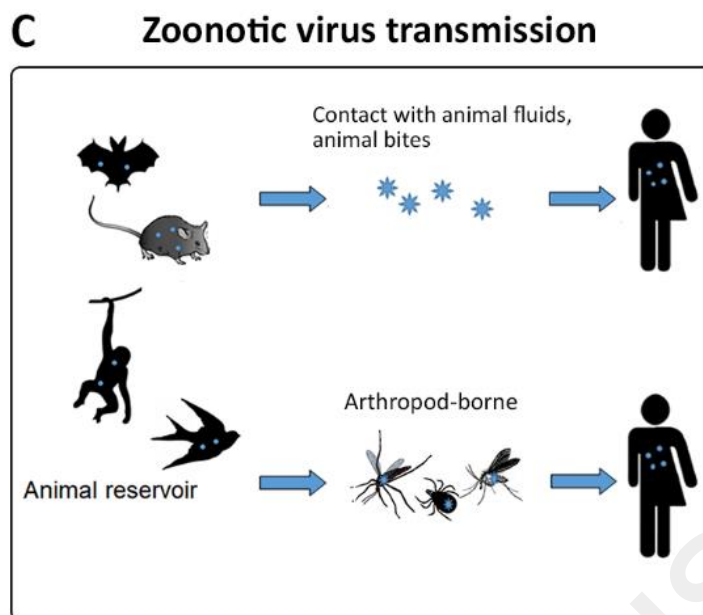 C Zoonotic virus transmission
Contact with animal fluids,
animal bites
Arthropod-borne
Animal reservoir